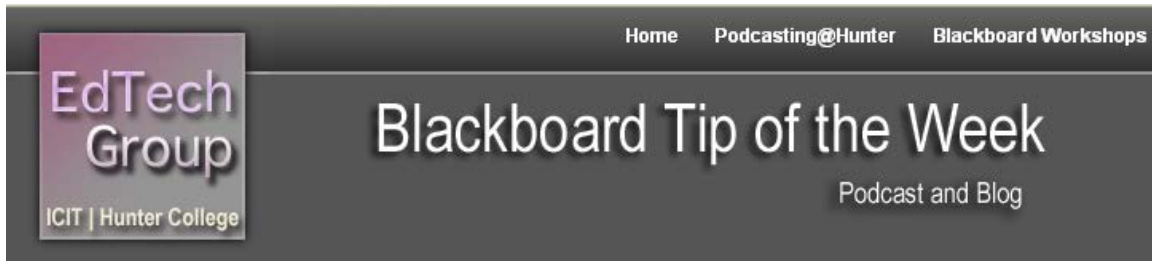 Home Podcasting@Hunter Blackboard Workshops
EdTech
Group
ICIT | Hunter College
Blackboard Tip of the Week
Podcast and Blog